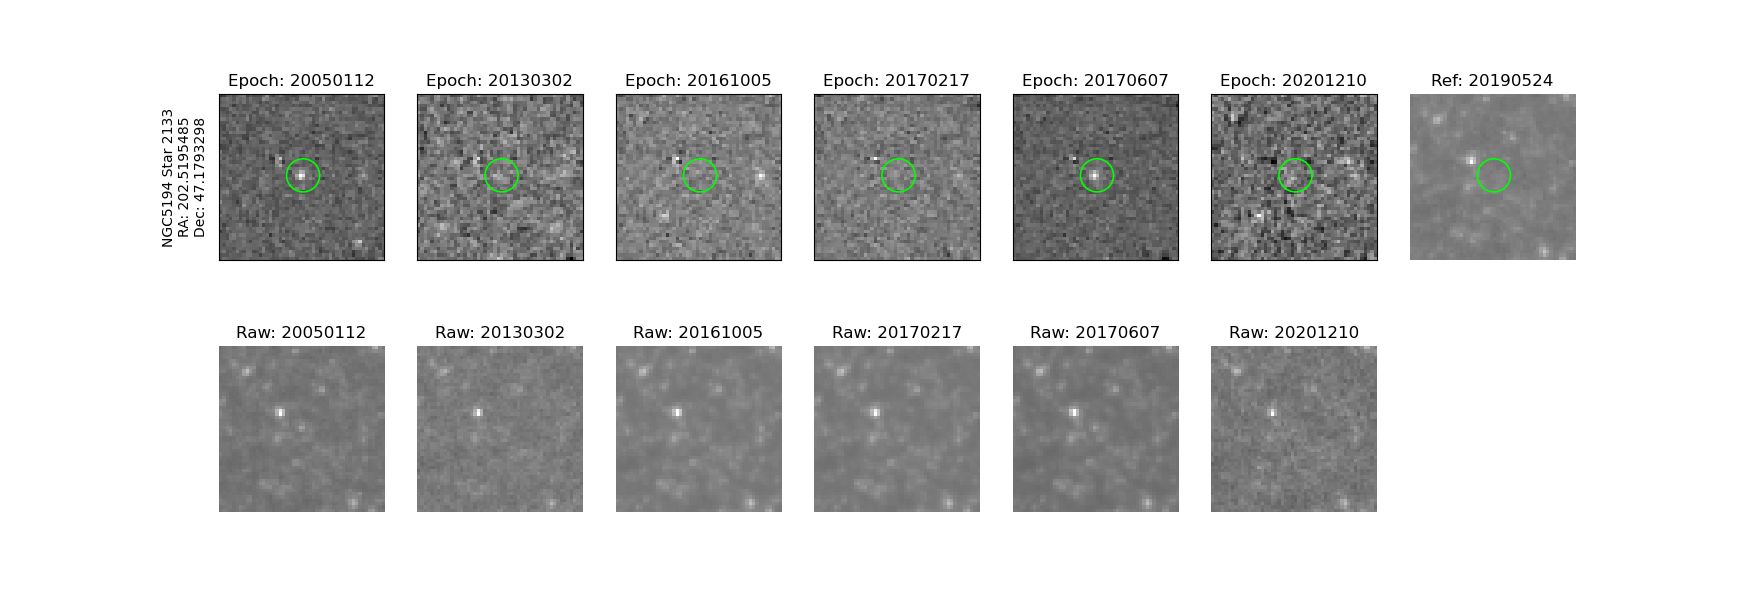 Epoch: 20050112
Epoch: 20130302
Epoch: 20161005
Epoch: 20170217
Epoch: 20170607
Epoch: 20201210
Ref: 20190524
NGC5194 Star 2133
RA: 202.5195485
Dec: 47.1793298
Raw: 20050112
Raw: 20130302
Raw: 20161005
Raw: 20170217
Raw: 20170607
Raw: 20201210